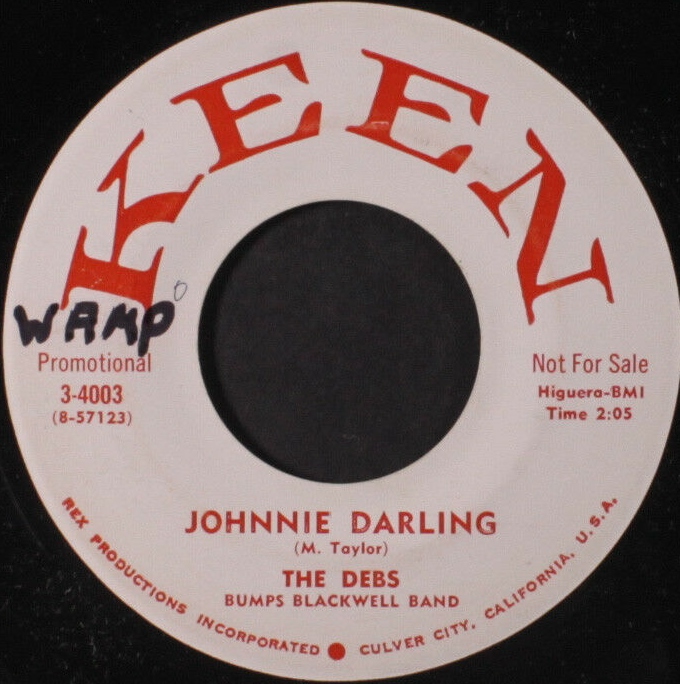 KEEN
WAMP
Promotional
3-4003
(8-57123)
Not For Sale
Higuera-BMI
Time 2:05
JOHNNIE DARLING
(M. Taylor)
THE DEBS
BUMPS BLACKWELL BAND
REX PRODUCTIONS INCORPORATED ● CULVER CITY, CALIFORNIA, U.S.A.